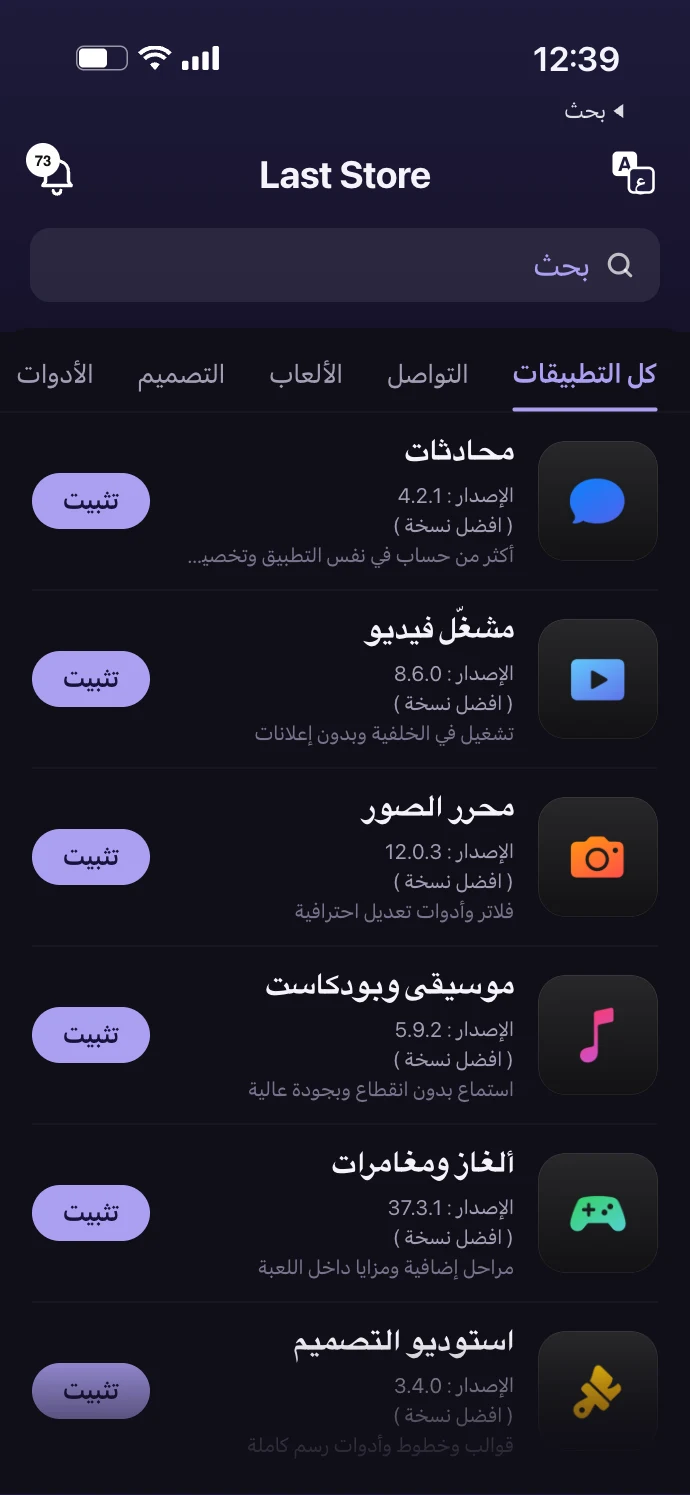 12:39
بحث
73
Last Store
A
ع
بحث
كل التطبيقات
التواصل
الألعاب
التصميم
الأدوات
محادثات
الإصدار : 4.2.1
( افضل نسخة )
أكثر من حساب في نفس التطبيق وتخصيـ...
تثبيت
مشغّل فيديو
الإصدار : 8.6.0
( افضل نسخة )
تشغيل في الخلفية وبدون إعلانات
تثبيت
محرر الصور
الإصدار : 12.0.3
( افضل نسخة )
فلاتر وأدوات تعديل احترافية
تثبيت
موسيقى وبودكاست
الإصدار : 5.9.2
( افضل نسخة )
استماع بدون انقطاع وبجودة عالية
تثبيت
ألغاز ومغامرات
الإصدار : 37.3.1
( افضل نسخة )
مراحل إضافية ومزايا داخل اللعبة
تثبيت
استوديو التصميم
الإصدار : 3.4.0
( افضل نسخة )
قوالب وخطوط وأدوات رسم كاملة
تثبيت